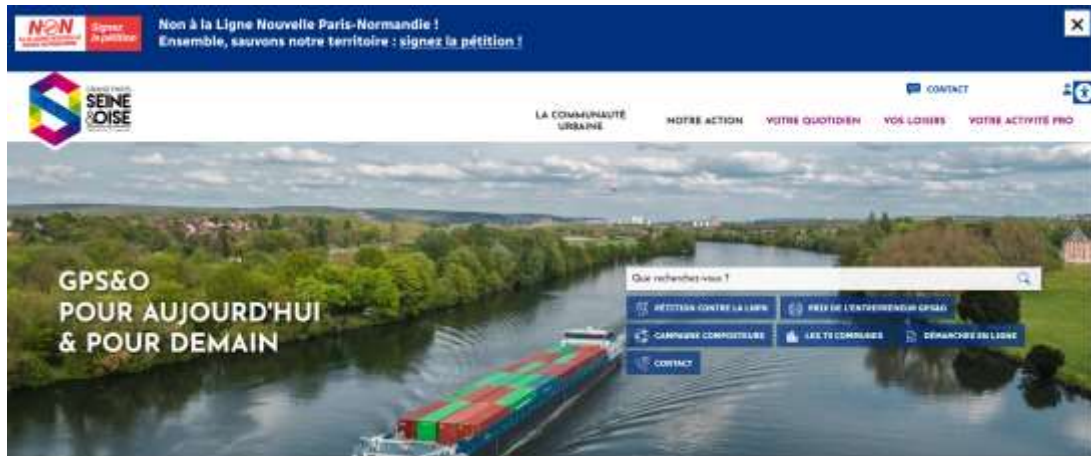 NON
Signez
la pétition
Non à la Ligne Nouvelle Paris-Normandie !
Ensemble, sauvons notre territoire : signez la pétition !
GRAND PARIS
SEINE
&OISE
CONTACT
LA COMMUNAUTÉ
URBAINE
NOTRE ACTION
VOTRE QUOTIDIEN
VOS LOISIRS
VOTRE ACTIVITÉ PRO
GPS&O
POUR AUJOURD'HUI
& POUR DEMAIN
Que recherchez-vous ?
PÉTITION CONTRE LA LNPN
PRIX DE L'ENTREPRENEUR GPS&O
CAMPAGNE COMPOSTEURS
LES 73 COMMUNES
DÉMARCHES EN LIGNE
CONTACT